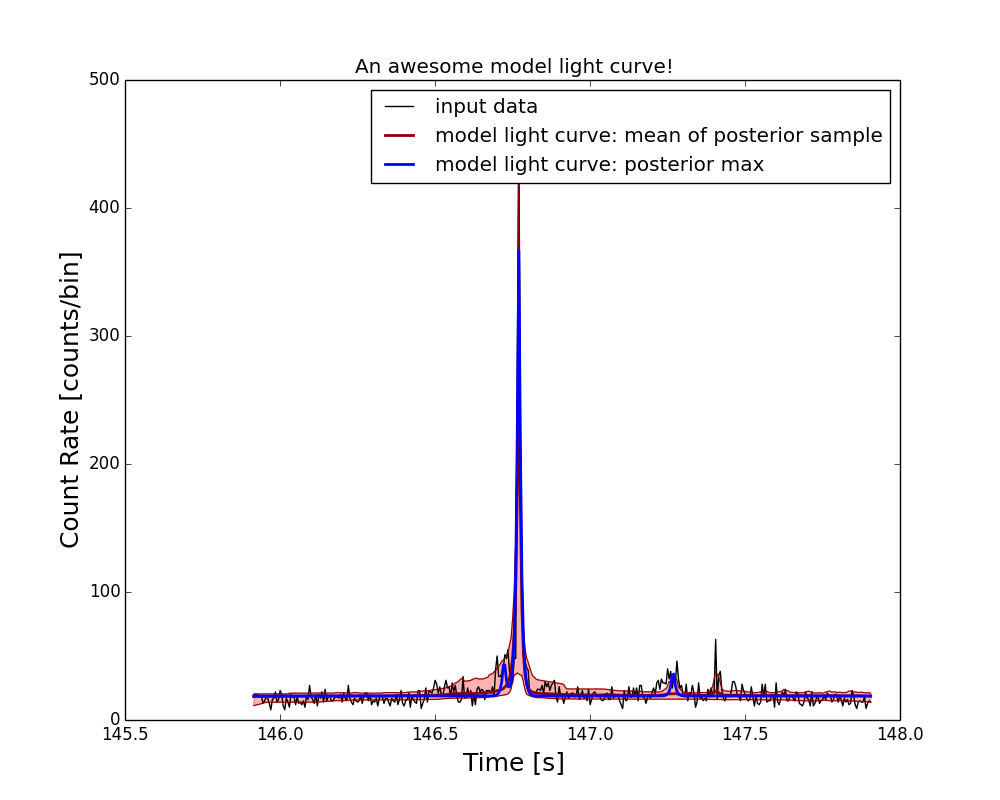 An awesome model light curve!
500
input data
model light curve: mean of posterior sample
model light curve: posterior max
400
300
200
100
0
Count Rate [counts/bin]
145.5 146.0 146.5 147.0 147.5 148.0
Time [s]